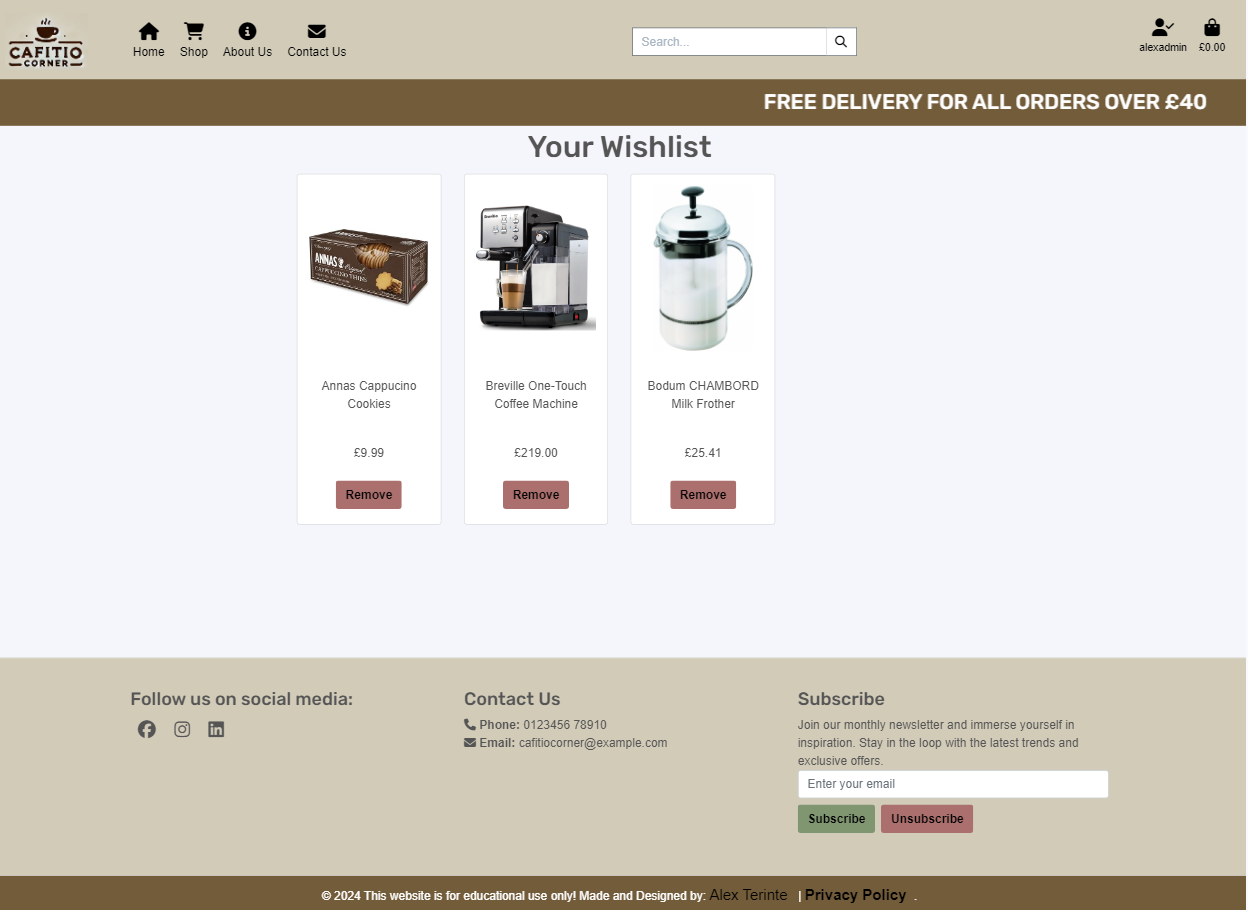 CAFITIO
CORNER
Home Shop About Us Contact Us
Search...
alexadmin £0.00
FREE DELIVERY FOR ALL ORDERS OVER £40
Your Wishlist
ANNAS Original
CAPPUCCINO THINS
Breville
Annas Cappucino
Cookies
£9.99
Remove
Breville One-Touch
Coffee Machine
£219.00
Remove
Bodum CHAMBORD
Milk Frother
£25.41
Remove
Follow us on social media:
Contact Us
Phone: 0123456 78910
Email: cafitiocorner@example.com
Subscribe
Join our monthly newsletter and immerse yourself in
inspiration. Stay in the loop with the latest trends and
exclusive offers.
Enter your email
Subscribe Unsubscribe
© 2024 This website is for educational use only! Made and Designed by: Alex Terinte | Privacy Policy .